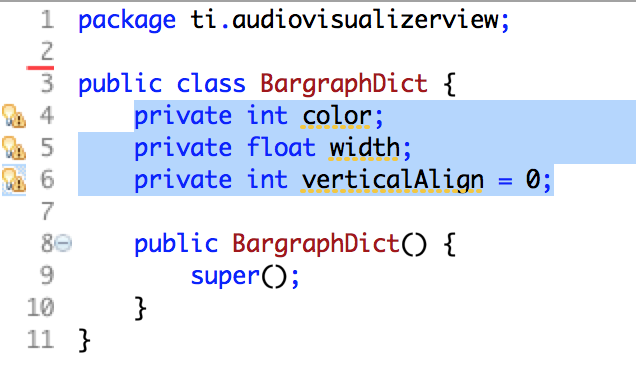 1 package ti.audiovisualizerview;
2
3 public class BargraphDict {
4 private int color;
5 private float width;
6 private int verticalAlign = 0;
7
8 public BargraphDict() {
9 super();
10 }
11 }